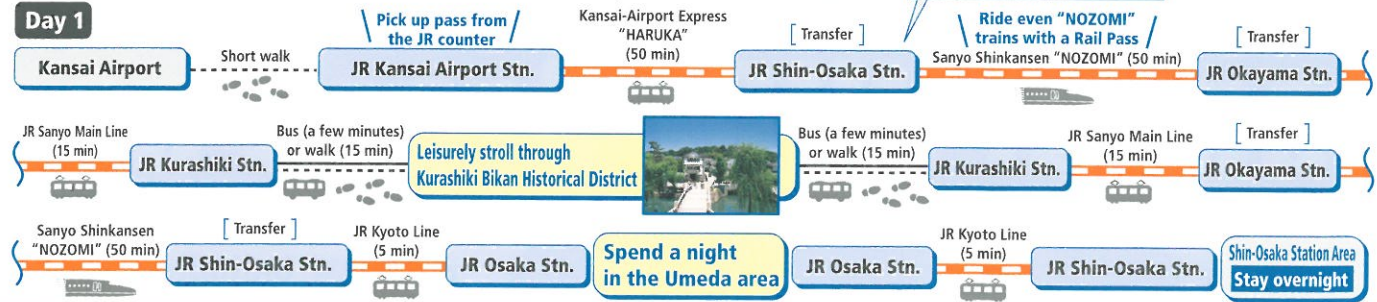 Day 1
Pick up pass from
the JR counter
Kansai-Airport Express
"HARUKA"
(50 min)
[ Transfer ]
Ride even "NOZOMI"
trains with a Rail Pass
[ Transfer ]
Kansai Airport
Short walk
JR Kansai Airport Stn.
JR Shin-Osaka Stn.
Sanyo Shinkansen "NOZOMI" (50 min)
JR Okayama Stn.
JR Sanyo Main Line
(15 min)
JR Kurashiki Stn.
Bus (a few minutes)
or walk (15 min)
Leisurely stroll through
Kurashiki Bikan Historical District
Bus (a few minutes)
or walk (15 min)
JR Kurashiki Stn.
JR Sanyo Main Line
(15 min)
[ Transfer ]
JR Okayama Stn.
Sanyo Shinkansen
"NOZOMI" (50 min)
[ Transfer ]
JR Shin-Osaka Stn.
JR Kyoto Line
(5 min)
JR Osaka Stn.
Spend a night
in the Umeda area
JR Osaka Stn.
JR Kyoto Line
(5 min)
JR Shin-Osaka Stn.
Shin-Osaka Station Area
Stay overnight